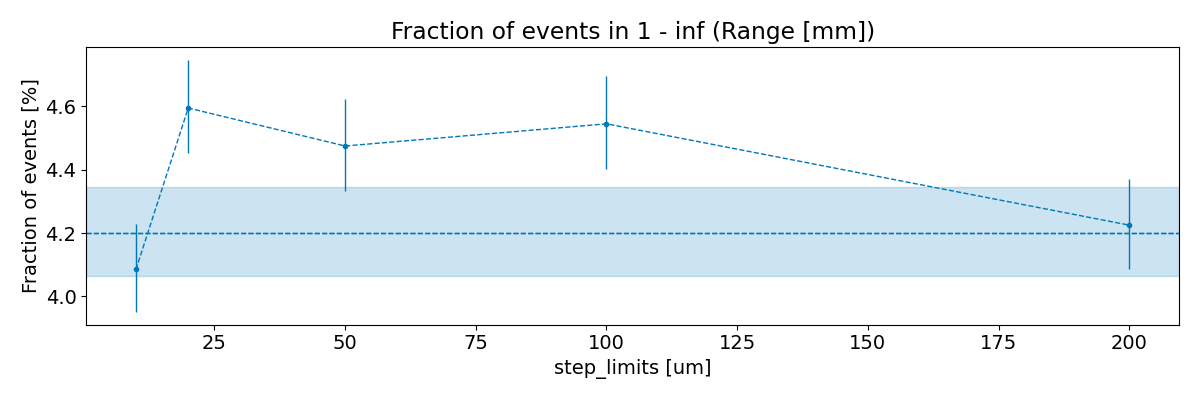 Fraction of events in 1 - inf (Range [mm])
Fraction of events [%]
4.6
4.4
4.2
4.0
25 50 75 100 125 150 175 200
step_limits [um]